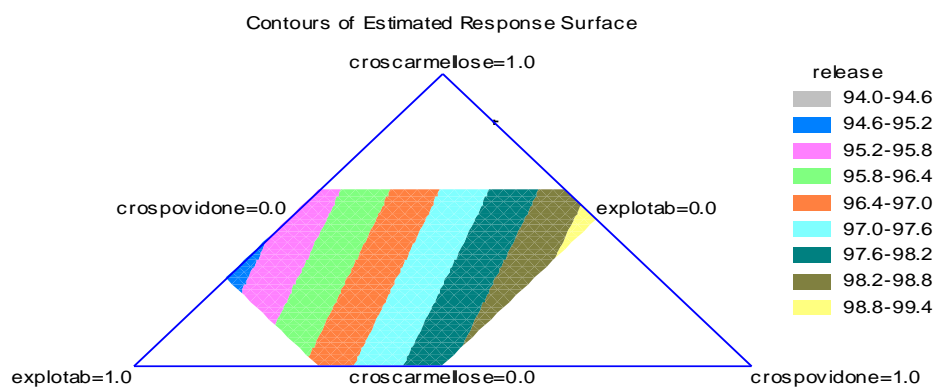 Contours of Estimated Response Surface
croscarmellose=1.0
release
94.0-94.6
94.6-95.2
95.2-95.8
95.8-96.4
96.4-97.0
97.0-97.6
97.6-98.2
98.2-98.8
98.8-99.4
crospovidone=0.0
explotab=0.0
explotab=1.0
croscarmellose=0.0
crospovidone=1.0